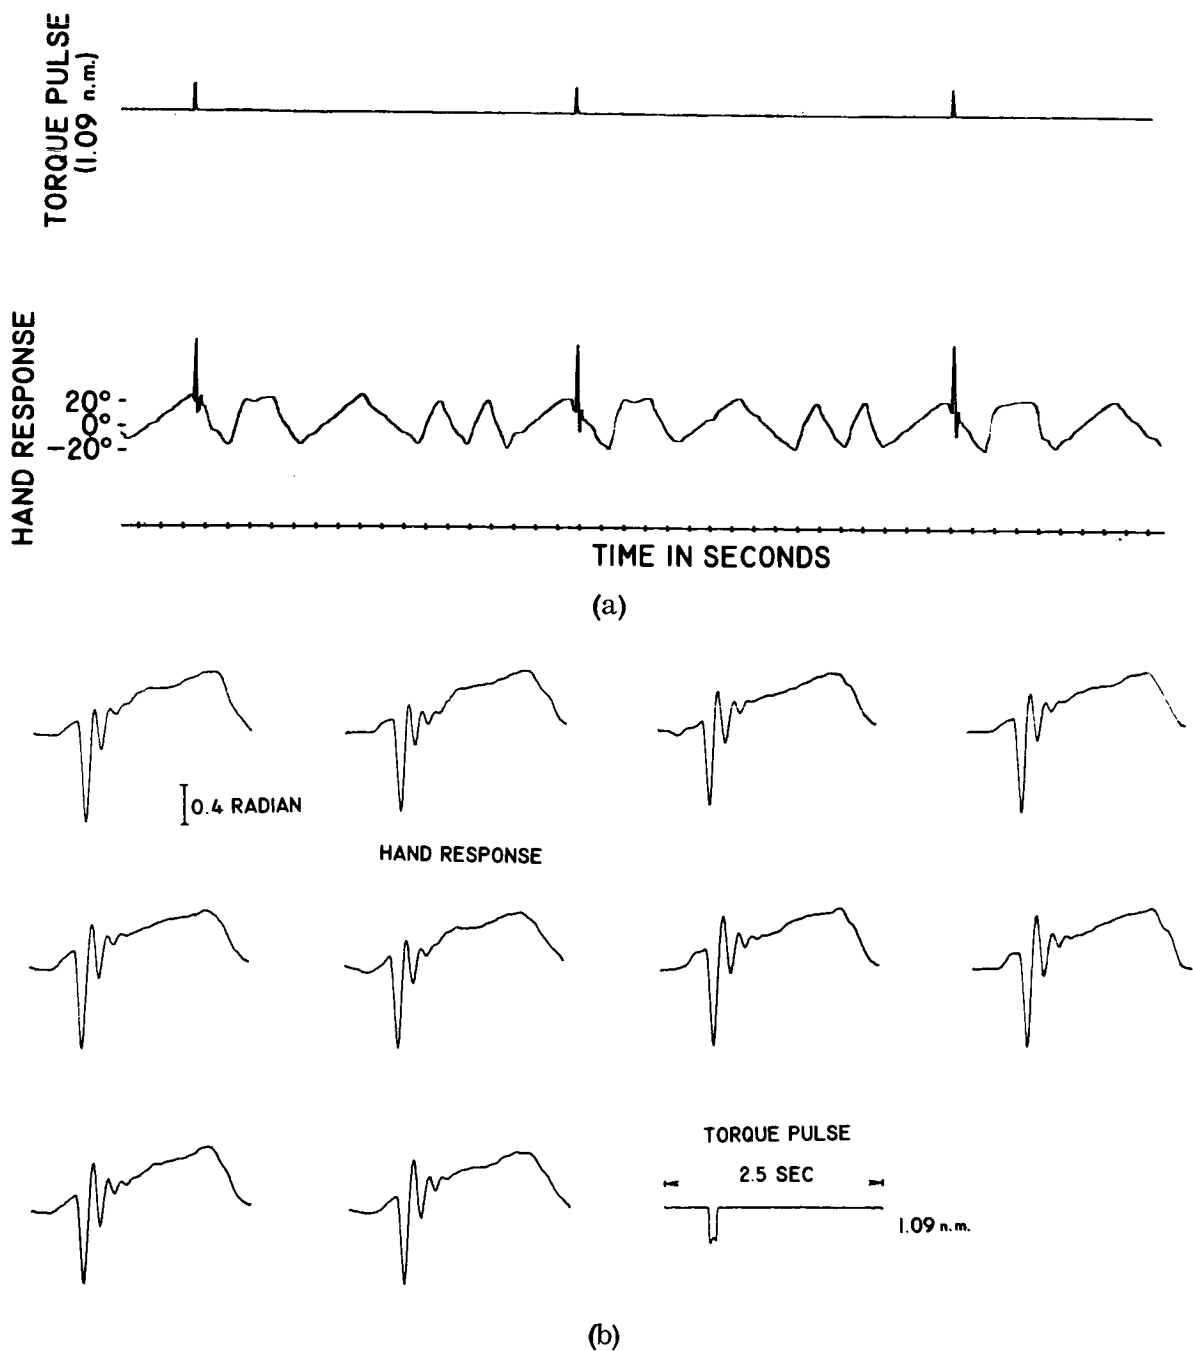 TORQUE PULSE
(1.09 n.m.)
HAND RESPONSE
20° -
0° -
-20° -
TIME IN SECONDS
(a)
0.4 RADIAN
HAND RESPONSE
TORQUE PULSE
2.5 SEC
1.09 n.m.
(b)